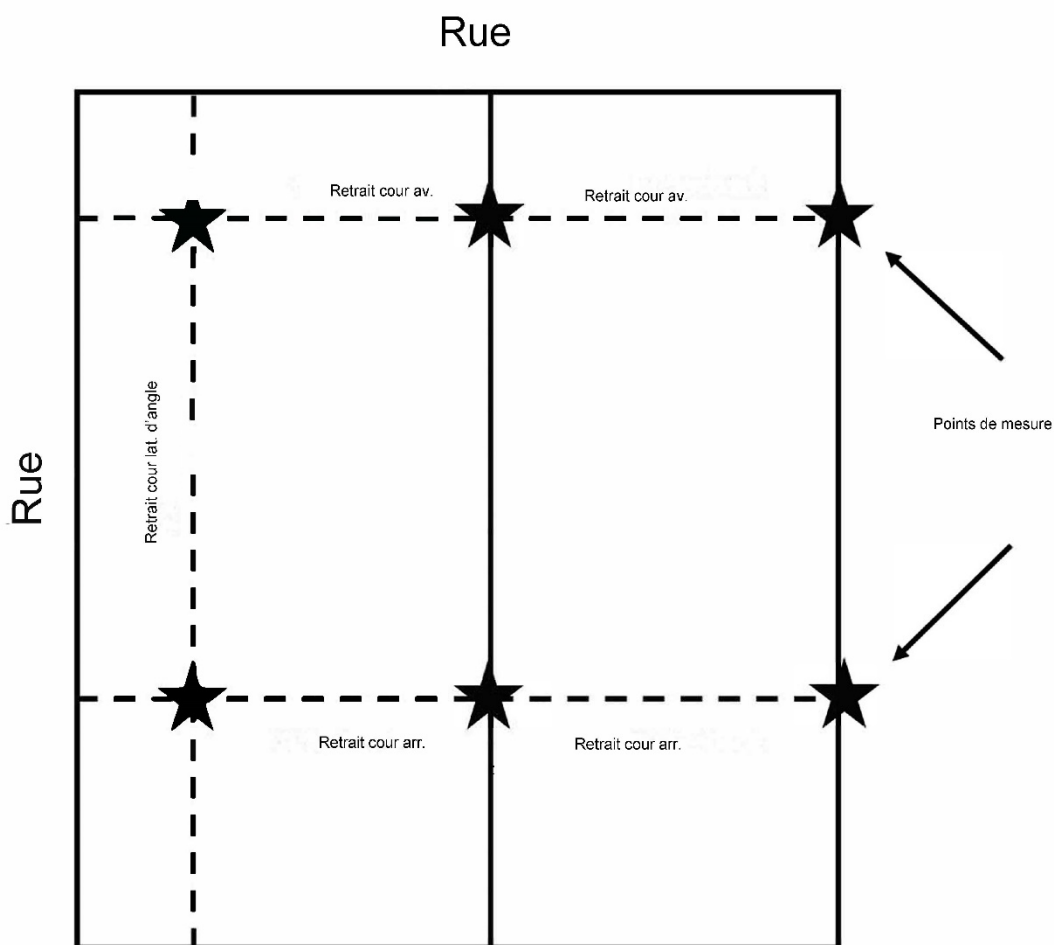 Rue
Retrait cour av.
Retrait cour av.
Retrait cour lat. d'angle
Rue
Points de mesure
Retrait cour arr.
Retrait cour arr.